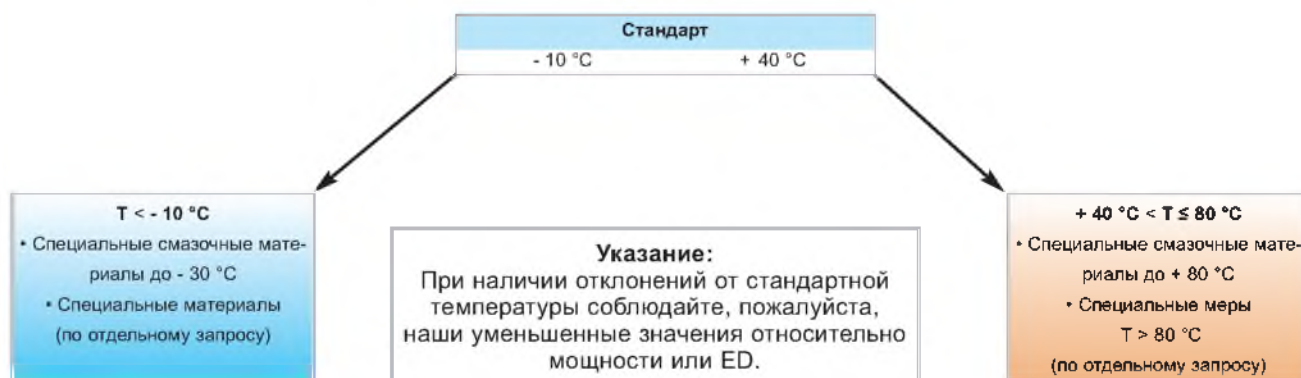 Стандарт
- 10 °C + 40 °C
T < - 10 °C
• Специальные смазочные мате-
риалы до - 30 °C
• Специальные материалы
(по отдельному запросу)
Указание:
При наличии отклонений от стандартной
температуры соблюдайте, пожалуйста,
наши уменьшенные значения относительно
мощности или ED.
+ 40 °C < T ≤ 80 °C
• Специальные смазочные мате-
риалы до + 80 °C
• Специальные меры
T > 80 °C
(по отдельному запросу)